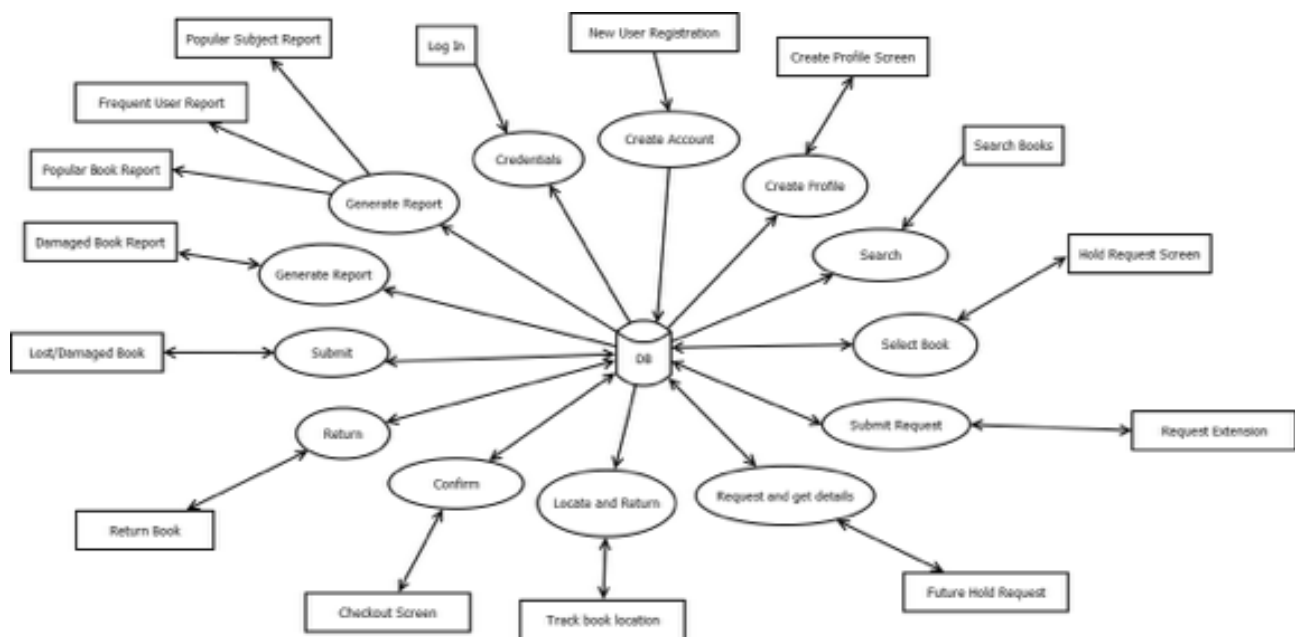 Popular Subject Report
Log In
New User Registration
Create Profile Screen
Frequent User Report
Create Account
Search Books
Popular Book Report
Credentials
Create Profile
Generate Report
Damaged Book Report
Search
Hold Request Screen
Generate Report
Lost/Damaged Book
Submit
DB
Select Book
Return
Submit Request
Request Extension
Confirm
Locate and Return
Request and get details
Return Book
Checkout Screen
Track book location
Future Hold Request